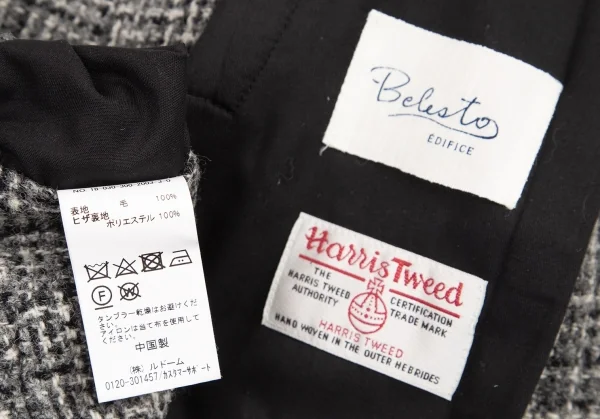 表地 毛 100%
ヒザ裏地 ポリエステル 100%
タンブラー乾燥はお避けくだ
さい。
アイロンは当て布を使用して
ください。
中国製
(株) ルドーム
0120-301457/カスタマーサポート
Belesto
EDIFICE
Harris Tweed
THE
HARRIS TWEED
AUTHORITY
CERTIFICATION
TRADE MARK
HARRIS TWEED
HAND WOVEN IN THE OUTER HEBRIDES